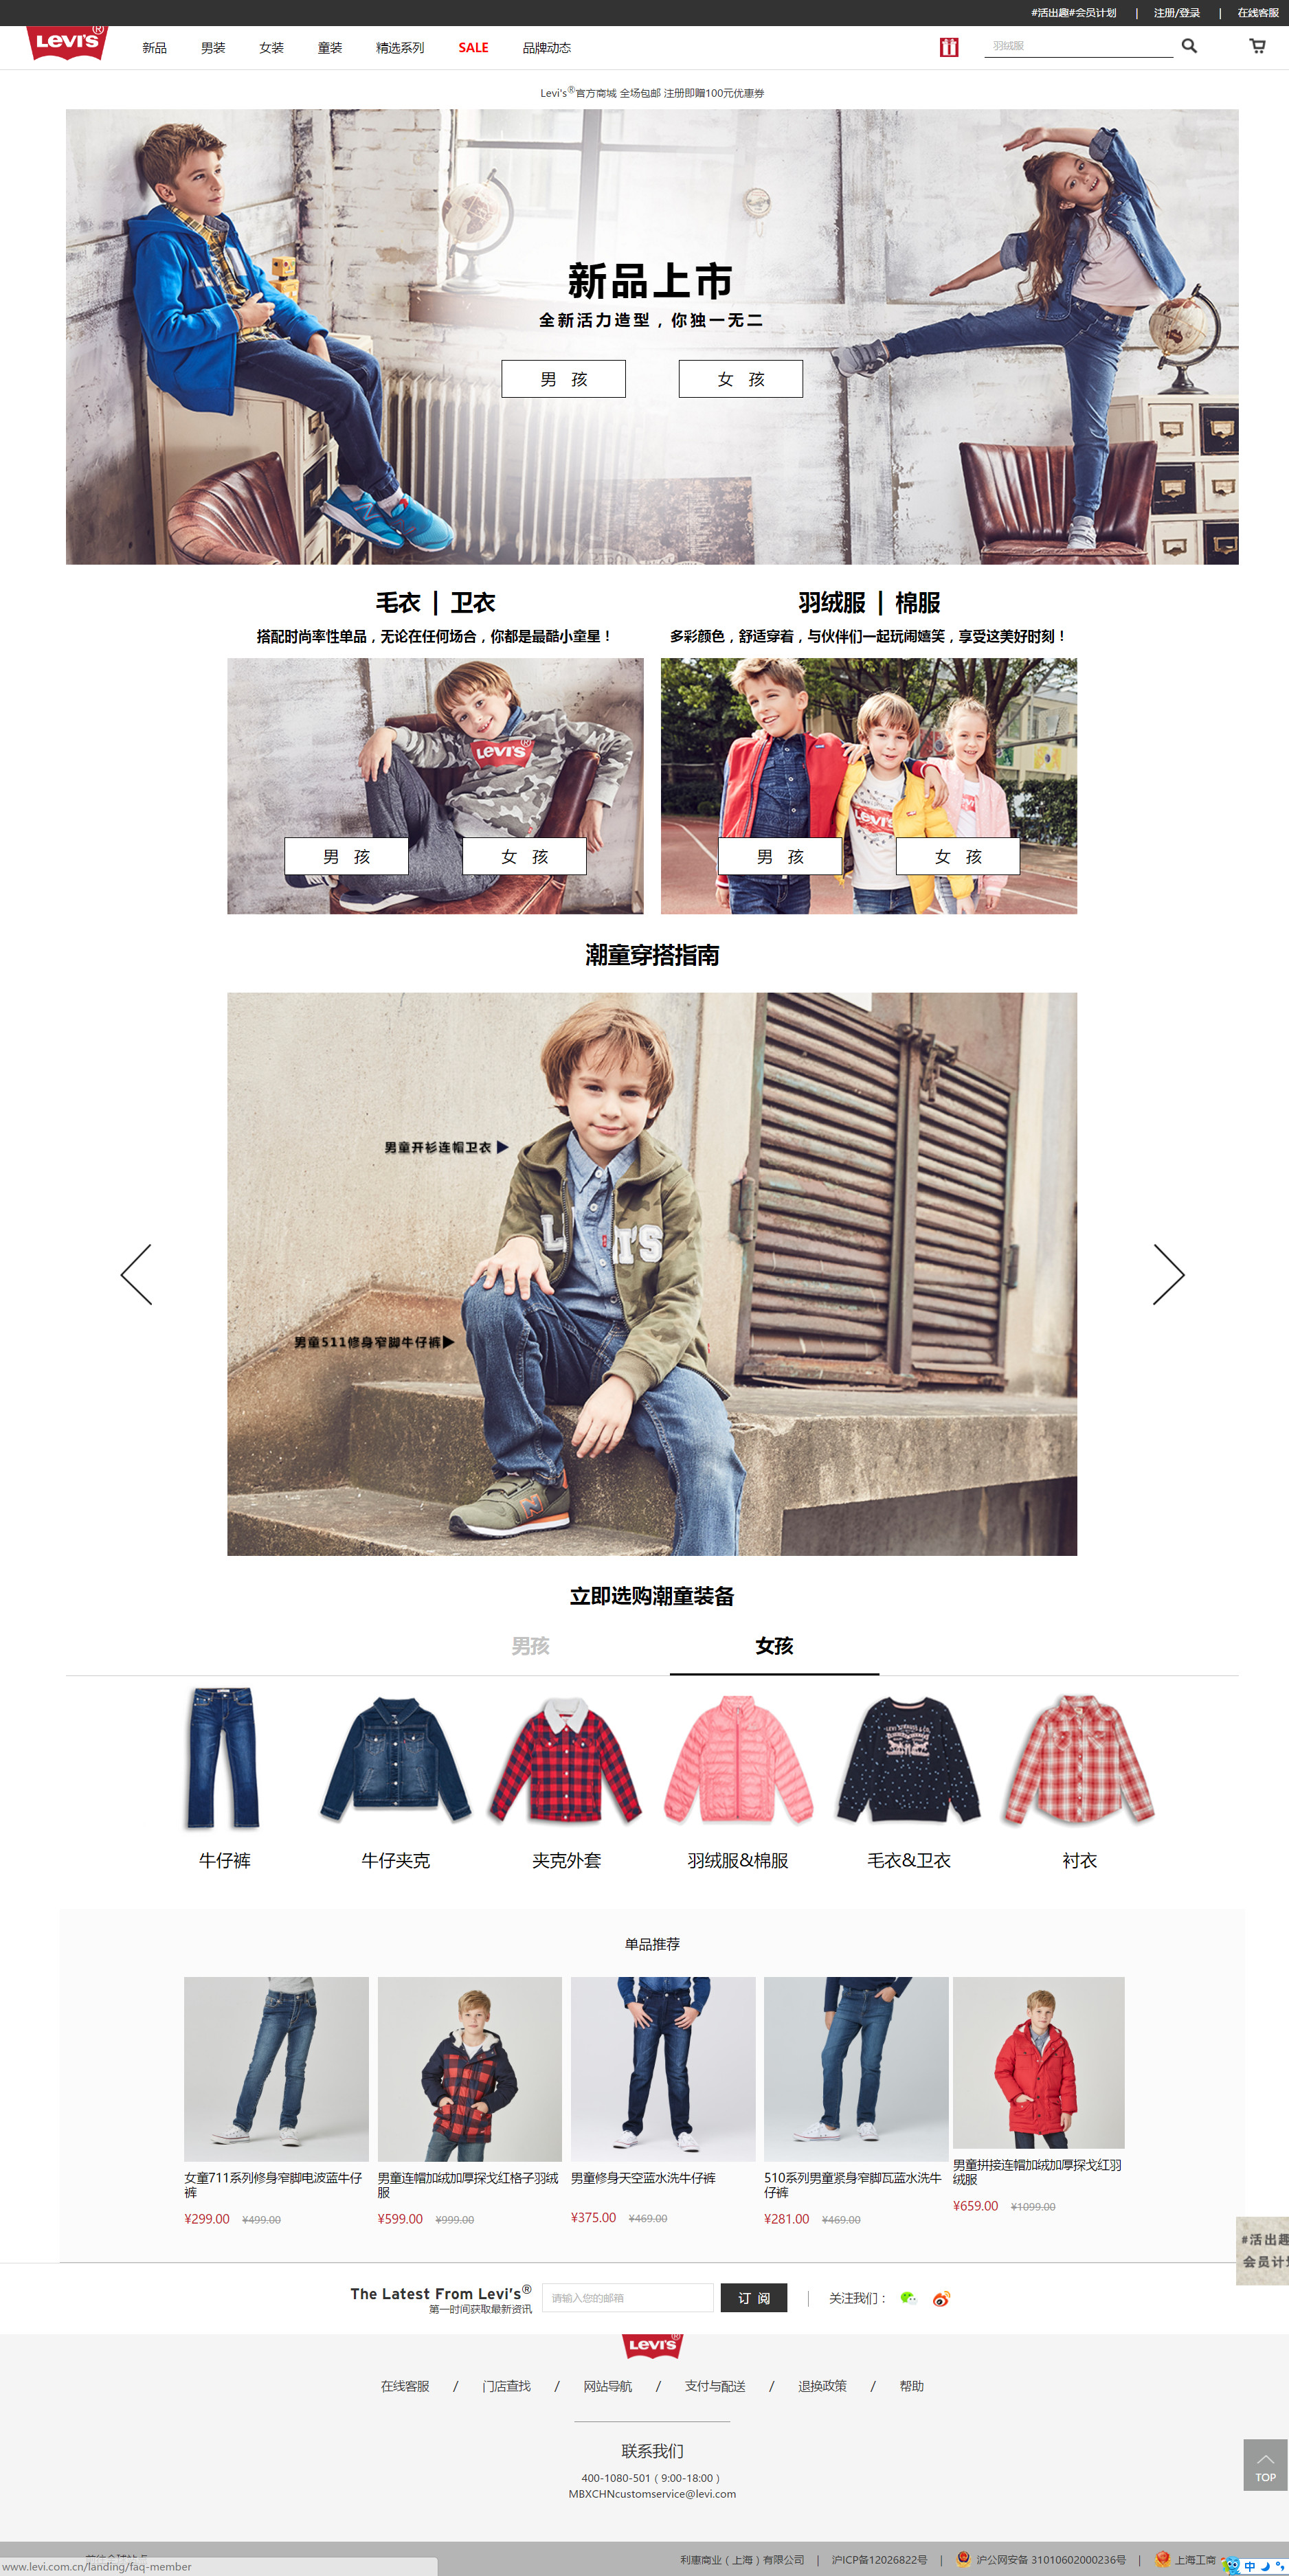 #活出趣#会员计划 | 注册/登录 | 在线客服
Levi's®
新品 男装 女装 童装 精选系列 SALE 品牌动态
羽绒服
Levi's®官方商城 全场包邮 注册即赠100元优惠券
新品上市
全新活力造型，你独一无二
男 孩 女 孩
毛衣 | 卫衣
搭配时尚率性单品，无论在任何场合，你都是最酷小童星！
羽绒服 | 棉服
多彩颜色，舒适穿着，与伙伴们一起玩闹嬉笑，享受这美好时刻！
Levi's®
男 孩 女 孩
Levi's
男 孩 女 孩
潮童穿搭指南
男童开衫连帽卫衣
男童511修身窄脚牛仔裤
立即选购潮童装备
男孩 女孩
牛仔裤 牛仔夹克 夹克外套 羽绒服&棉服 毛衣&卫衣 衬衣
单品推荐
女童711系列修身窄脚电波蓝牛仔
裤
¥299.00 ¥499.00
男童连帽加绒加厚探戈红格子羽绒
服
¥599.00 ¥999.00
男童修身天空蓝水洗牛仔裤
¥375.00 ¥469.00
510系列男童紧身窄脚瓦蓝水洗牛
仔裤
¥281.00 ¥469.00
男童拼接连帽加绒加厚探戈红羽
绒服
¥659.00 ¥1099.00
#活出趣
会员计
The Latest From Levi's®
第一时间获取最新资讯
请输入您的邮箱
订 阅
关注我们：
Levi's®
在线客服 / 门店查找 / 网站导航 / 支付与配送 / 退换政策 / 帮助
联系我们
400-1080-501（9:00-18:00）
MBXCHNcustomservice@levi.com
TOP
利惠商业（上海）有限公司 | 沪ICP备12026822号 | 沪公网安备 31010602000236号 | 上海工商
www.levi.com.cn/landing/faq-member
中